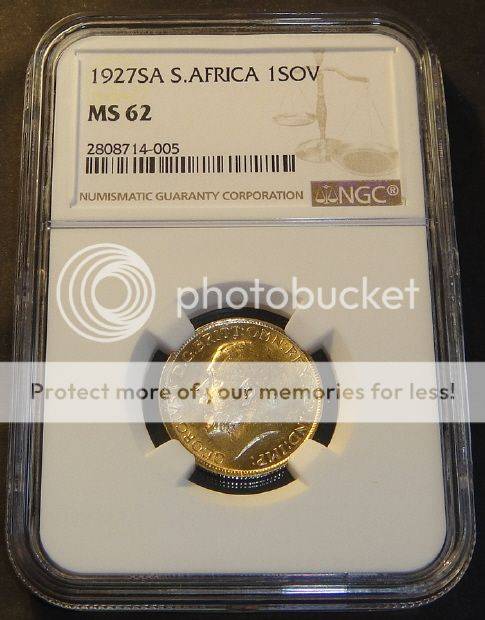 1927SA S.AFRICA 1SOV
MS 62
2808714-005
NUMISMATIC GUARANTY CORPORATION
NGC®
photobucket
Protect more of your memories for less!